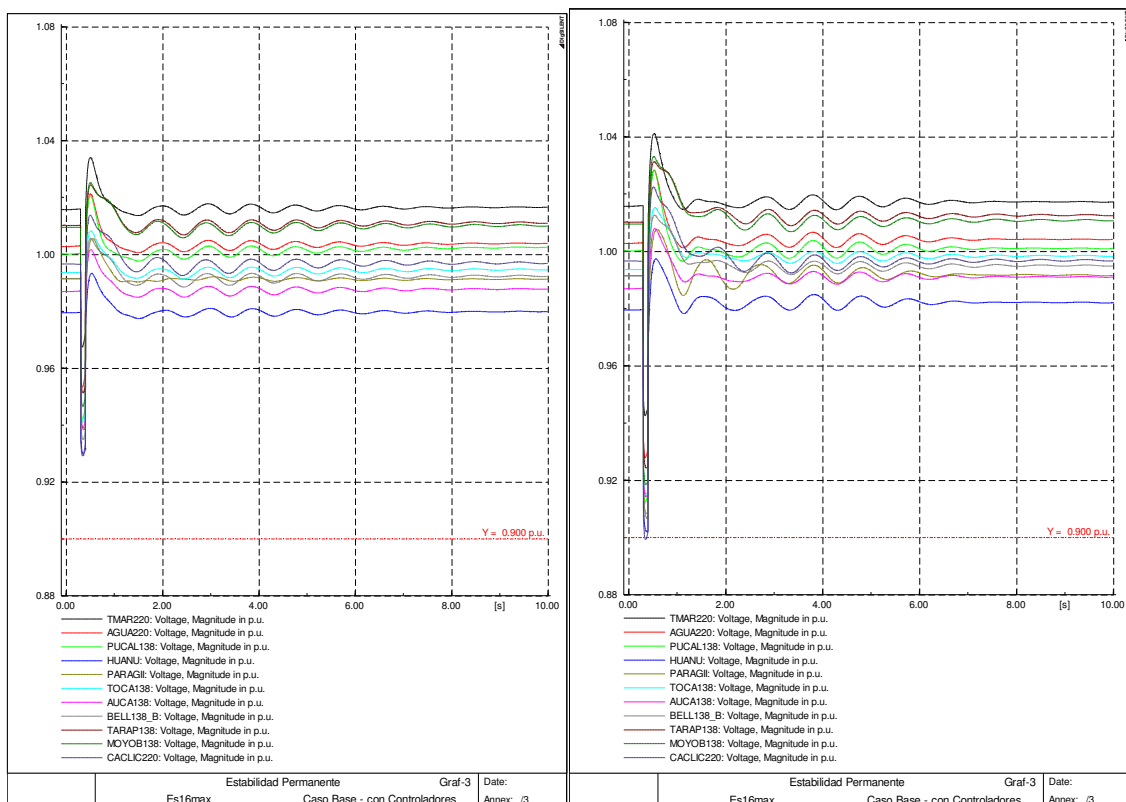 1.08
1.04
1.00
0.96
0.92
0.88
Y = 0.900 p.u.
0.00 2.00 4.00 6.00 8.00 [s] 10.00
TMAR220: Voltage, Magnitude in p.u.
AGUA220: Voltage, Magnitude in p.u.
PUCAL138: Voltage, Magnitude in p.u.
HUANU: Voltage, Magnitude in p.u.
PARAGII: Voltage, Magnitude in p.u.
TOCA138: Voltage, Magnitude in p.u.
AUCA138: Voltage, Magnitude in p.u.
BELL138_B: Voltage, Magnitude in p.u.
TARAP138: Voltage, Magnitude in p.u.
MOYOB138: Voltage, Magnitude in p.u.
CACLIC220: Voltage, Magnitude in p.u.
Estabilidad Permanente Graf-3 Date:
Es16max Caso Base - con Controladores Annex: /3
1.08
1.04
1.00
0.96
0.92
0.88
Y = 0.900 p.u.
0.00 2.00 4.00 6.00 8.00 [s] 10.00
TMAR220: Voltage, Magnitude in p.u.
AGUA220: Voltage, Magnitude in p.u.
PUCAL138: Voltage, Magnitude in p.u.
HUANU: Voltage, Magnitude in p.u.
PARAGII: Voltage, Magnitude in p.u.
TOCA138: Voltage, Magnitude in p.u.
AUCA138: Voltage, Magnitude in p.u.
BELL138_B: Voltage, Magnitude in p.u.
TARAP138: Voltage, Magnitude in p.u.
MOYOB138: Voltage, Magnitude in p.u.
CACLIC220: Voltage, Magnitude in p.u.
Estabilidad Permanente Graf-3 Date:
Es16max Caso Base - con Controladores Annex: /3